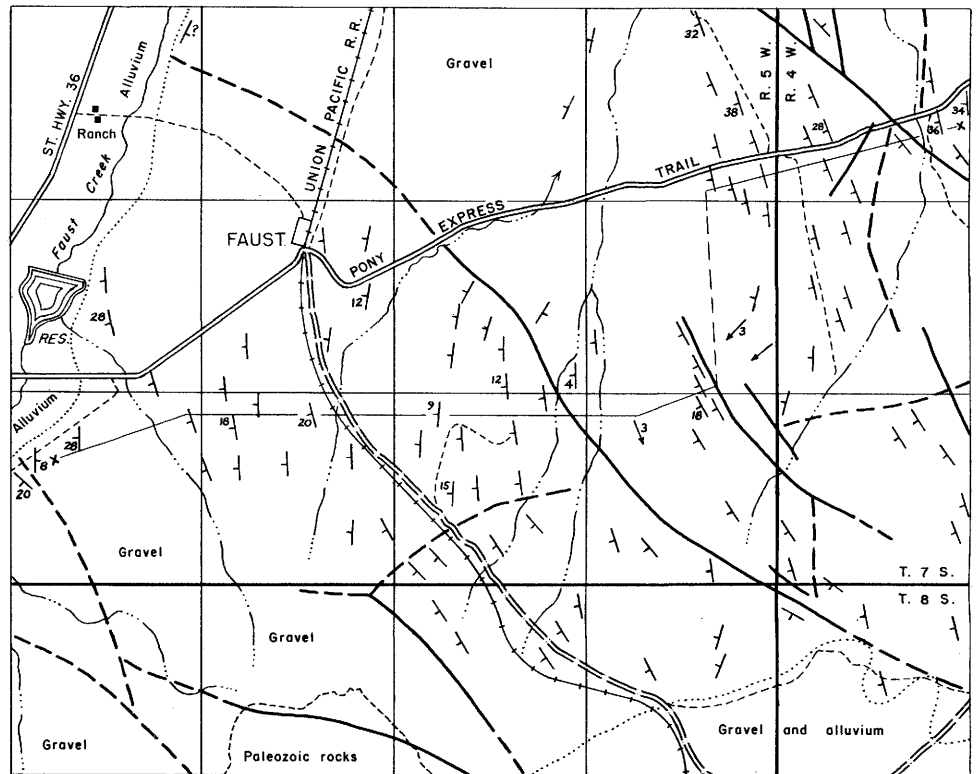 ?
32
Gravel
R. 5 W.
R. 4 W.
ST. HWY. 36
Alluvium
Ranch
Faust Creek
UNION PACIFIC R. R.
38
28
34
36
X
PONY EXPRESS TRAIL
FAUST
12
28
RES.
3
12
4
9
18
20
18
3
Alluvium
28
8
X
20
15
Gravel
T. 7 S.
T. 8 S.
Gravel
Gravel
Paleozoic rocks
Gravel and alluvium